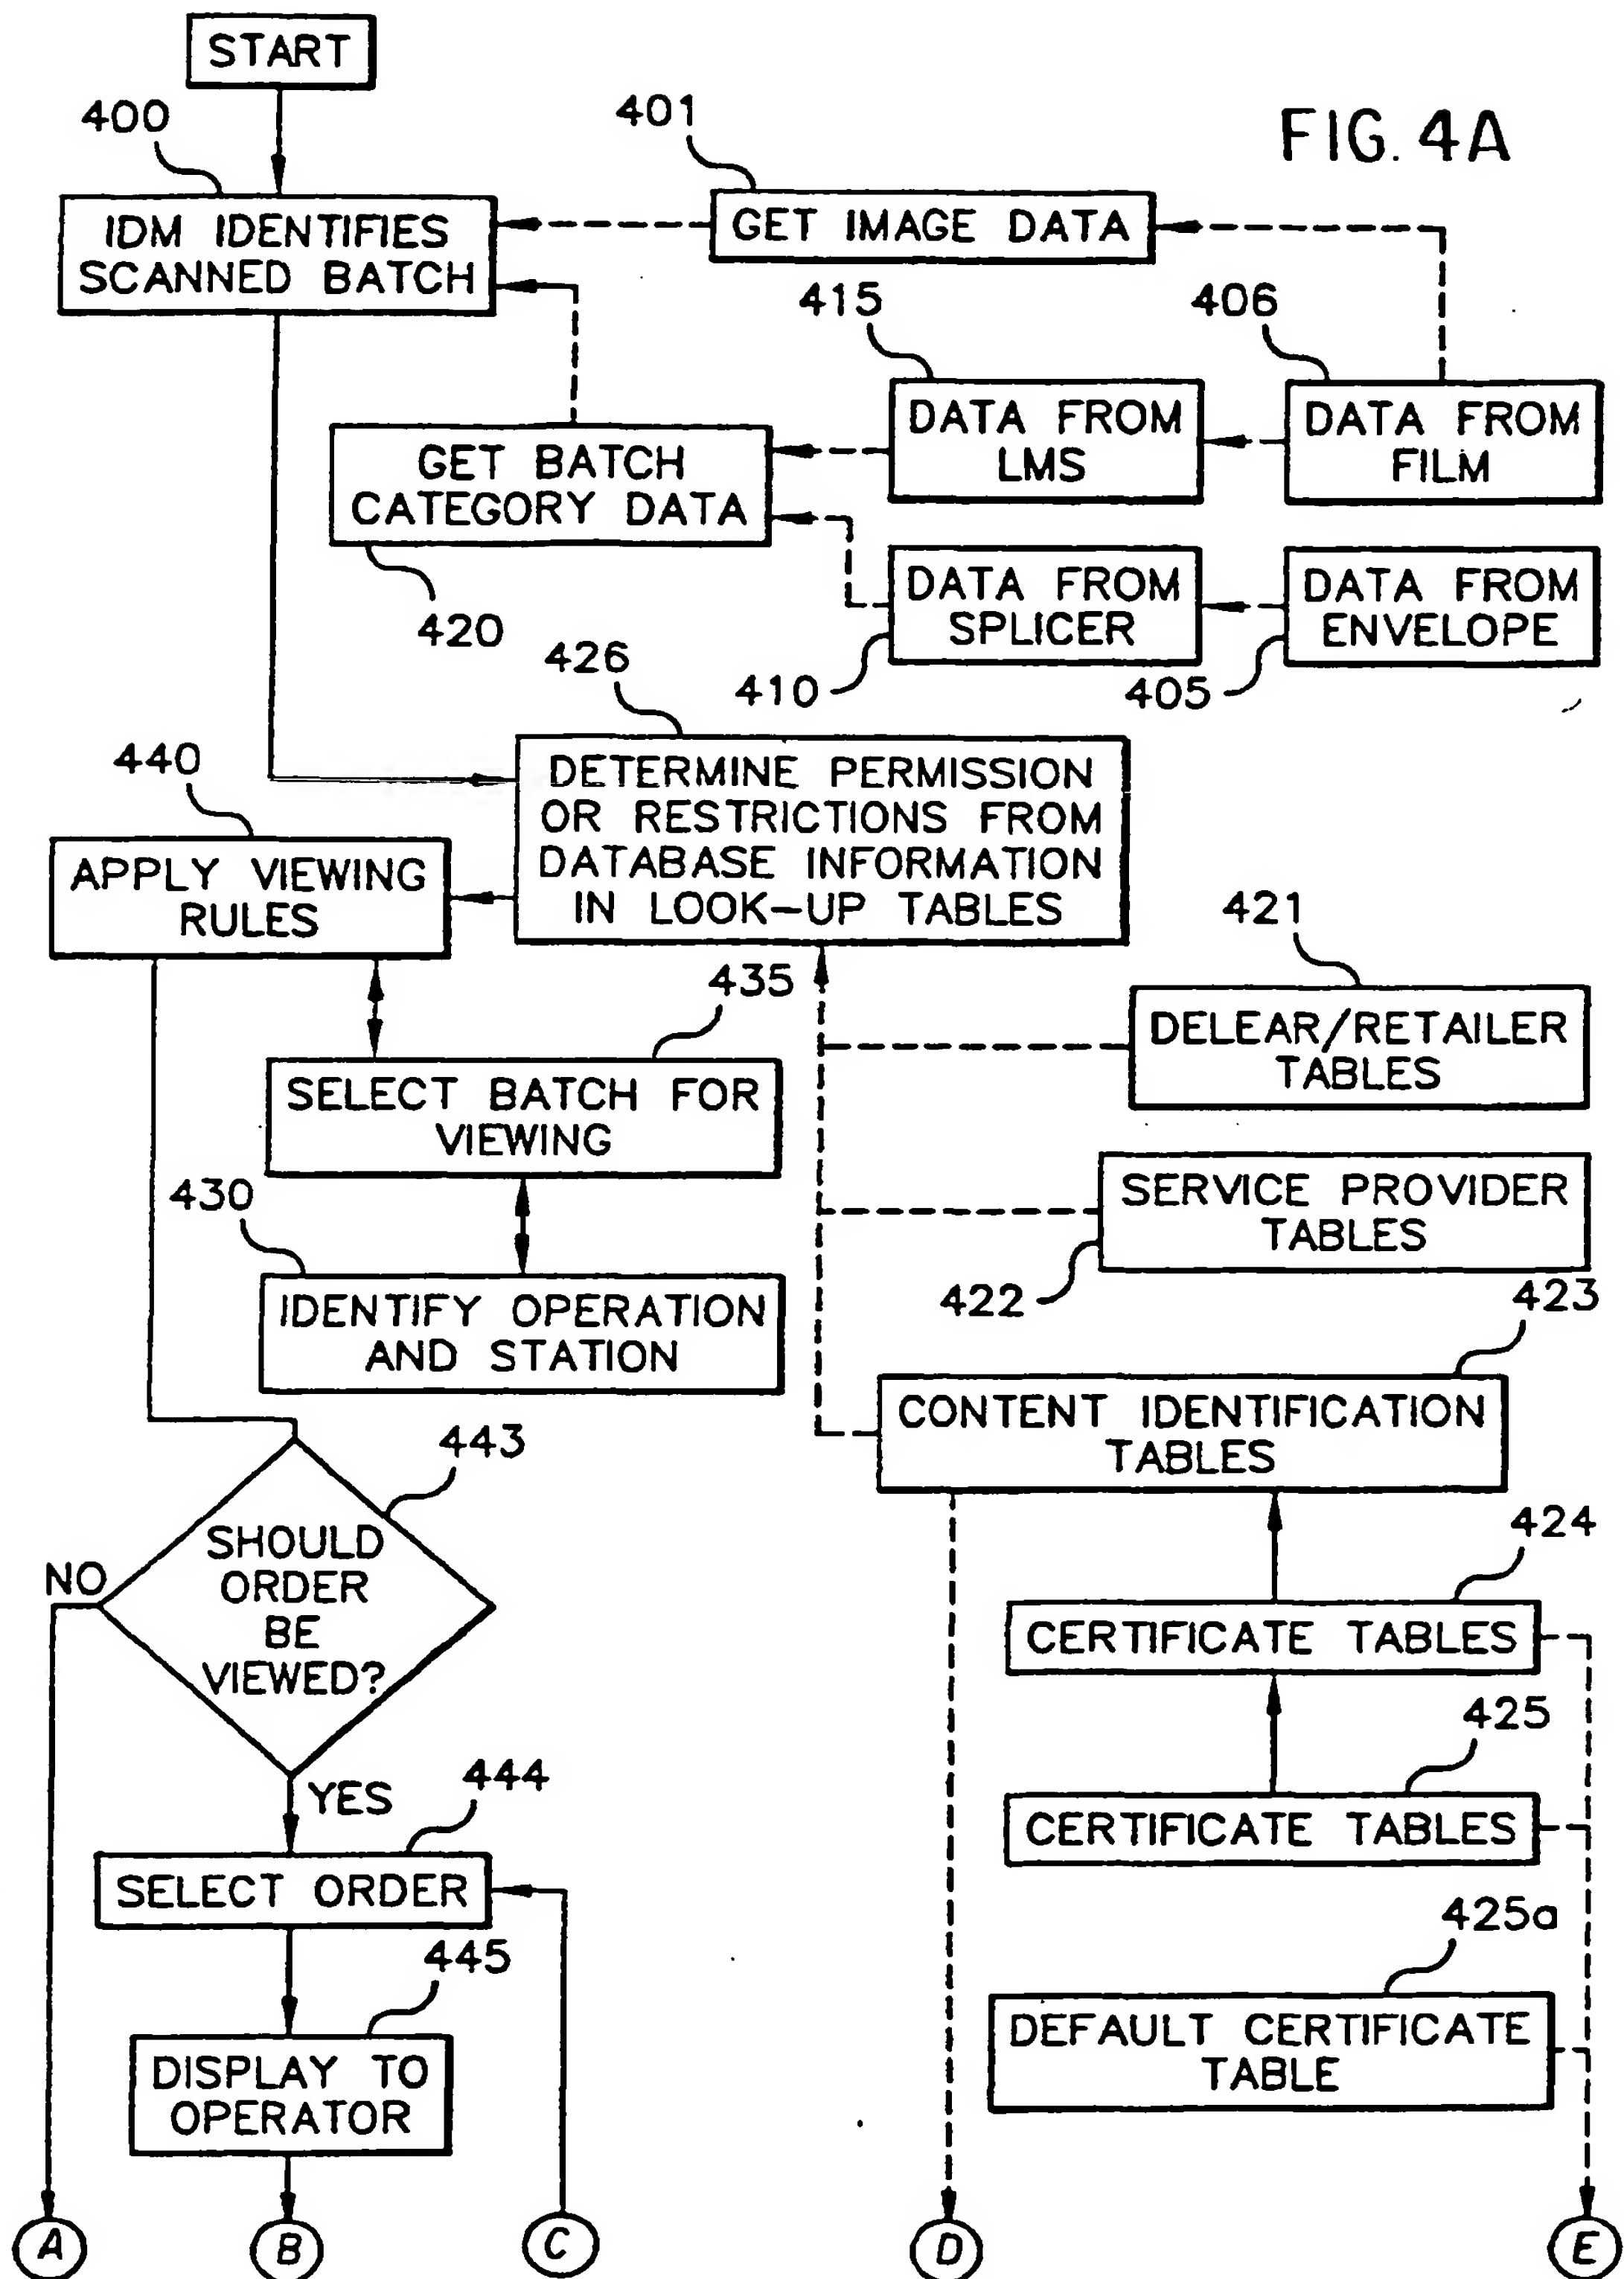 START
400
401
FIG. 4A
IDM IDENTIFIES
SCANNED BATCH
GET IMAGE DATA
415
406
DATA FROM
LMS
DATA FROM
FILM
GET BATCH
CATEGORY DATA
420
DATA FROM
SPLICER
DATA FROM
ENVELOPE
410
405
426
440
DETERMINE PERMISSION
OR RESTRICTIONS FROM
DATABASE INFORMATION
IN LOOK-UP TABLES
APPLY VIEWING
RULES
421
435
DELEAR/RETAILER
TABLES
SELECT BATCH FOR
VIEWING
430
SERVICE PROVIDER
TABLES
422
423
IDENTIFY OPERATION
AND STATION
CONTENT IDENTIFICATION
TABLES
443
424
SHOULD
ORDER
BE
VIEWED?
NO
YES
CERTIFICATE TABLES
425
CERTIFICATE TABLES
444
SELECT ORDER
425a
445
DEFAULT CERTIFICATE
TABLE
DISPLAY TO
OPERATOR
A
B
C
D
E